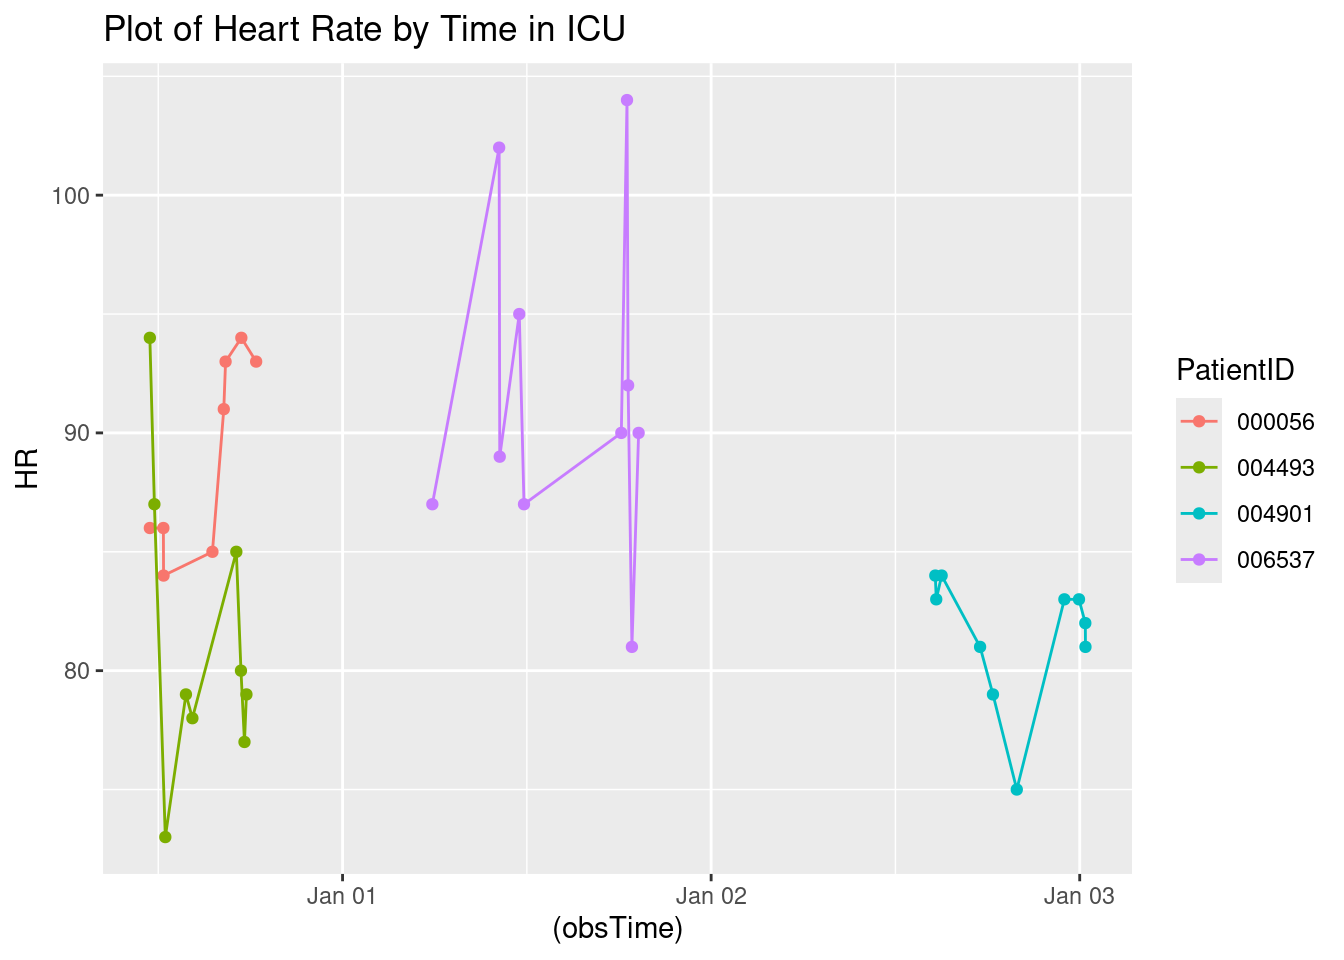 Plot of Heart Rate by Time in ICU
HR
100
90
80
Jan 01
Jan 02
Jan 03
(obsTime)
PatientID
000056
004493
004901
006537